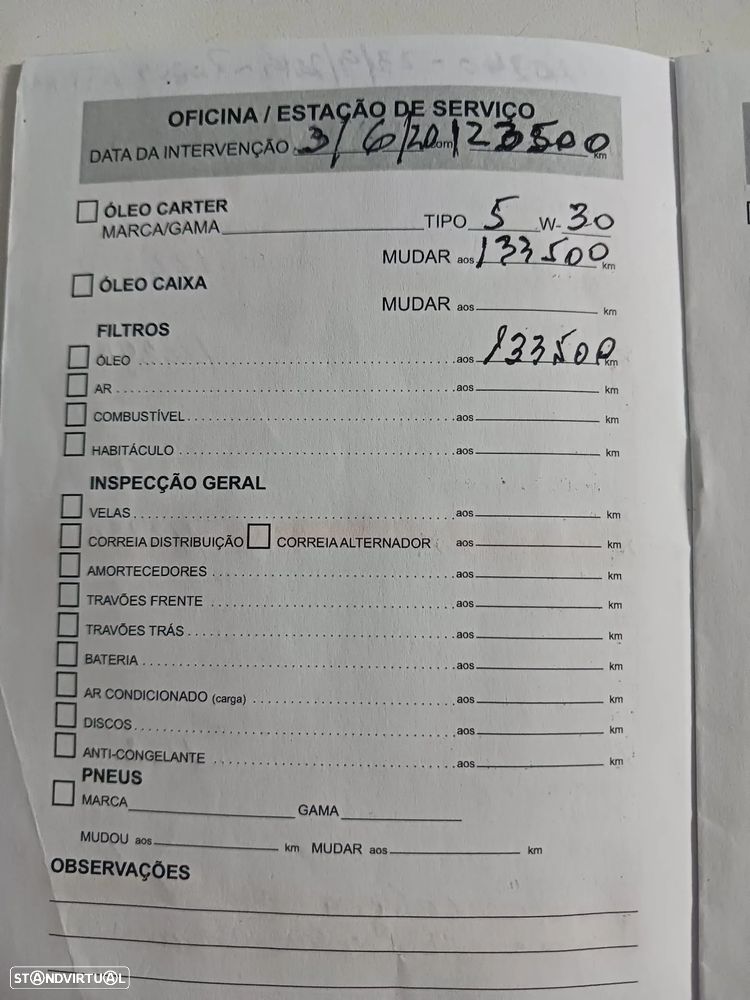 OFICINA / ESTAÇÃO DE SERVIÇO
DATA DA INTERVENÇÃO 3/6/20 com 123500 km
ÓLEO CARTER
MARCA/GAMA TIPO 5 W- 30
MUDAR aos 133500 km
ÓLEO CAIXA
MUDAR aos km
FILTROS
ÓLEO aos 133500 km
AR aos km
COMBUSTÍVEL aos km
HABITÁCULO aos km
INSPECÇÃO GERAL
VELAS aos km
CORREIA DISTRIBUIÇÃO CORREIA ALTERNADOR aos km
AMORTECEDORES aos km
TRAVÕES FRENTE aos km
TRAVÕES TRÁS aos km
BATERIA aos km
AR CONDICIONADO (carga) aos km
DISCOS aos km
ANTI-CONGELANTE aos km
PNEUS
MARCA GAMA
MUDOU aos km MUDAR aos km
OBSERVAÇÕES
STANDVIRTUAL